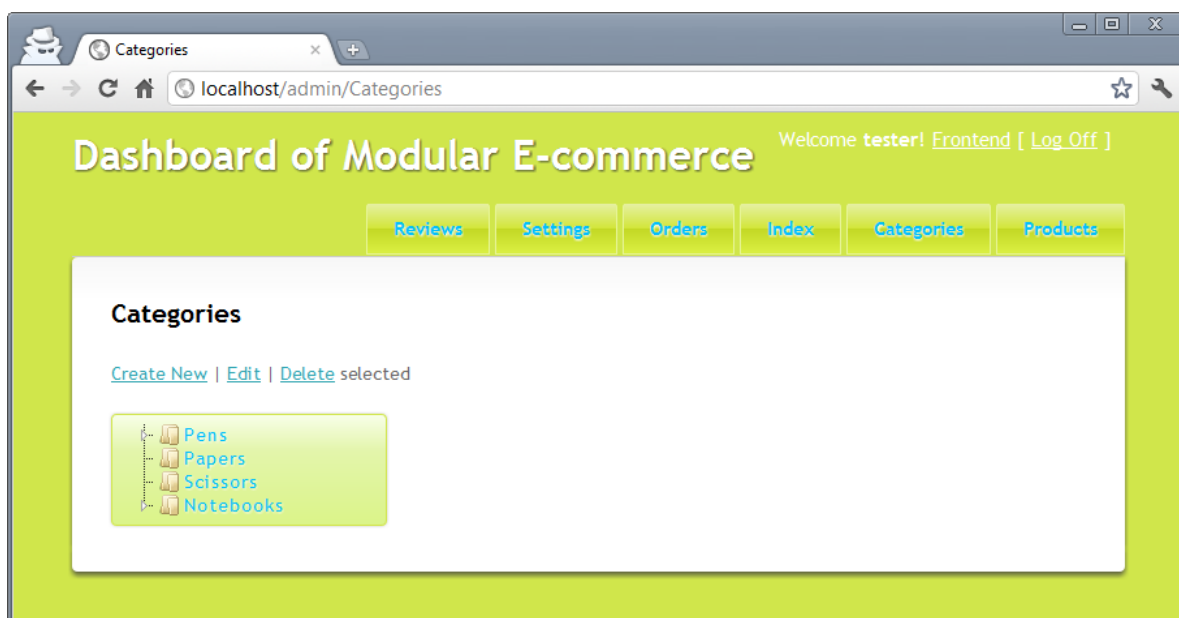 Categories
localhost/admin/Categories
Dashboard of Modular E-commerce
Welcome tester! Frontend [ Log Off ]
Reviews Settings Orders Index Categories Products
Categories
Create New | Edit | Delete selected
Pens
Papers
Scissors
Notebooks